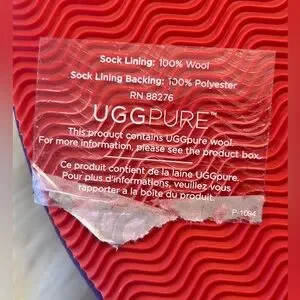 Sock Lining: 100% Wool
Sock Lining Backing: 100% Polyester
RN 88276
UGGPURE™
This product contains UGGpure wool.
For more information, please see the product box.
Ce produit contient de la laine UGGpure.
Pour plus d'informations, veuillez vous
rapporter a la boîte du produit.
P-1094